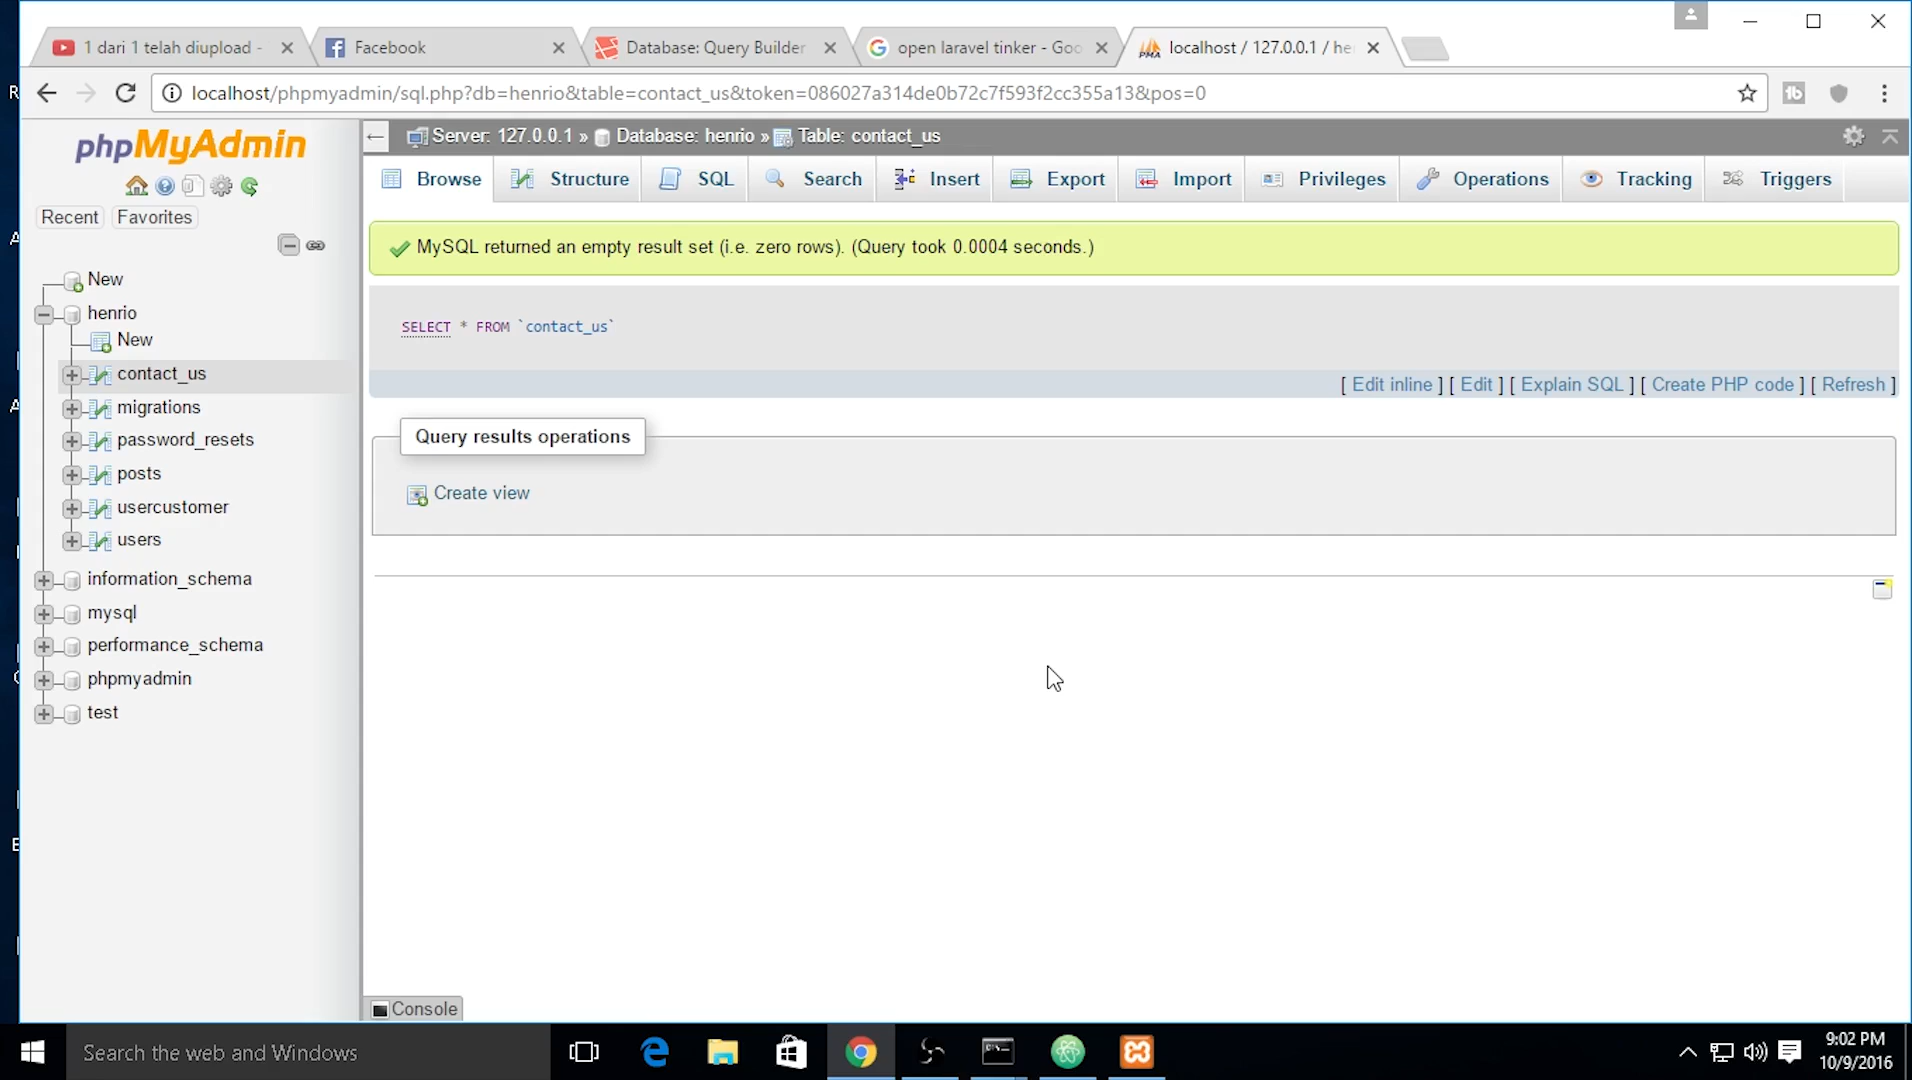 1 dari 1 telah diupload -
Facebook
Database: Query Builder
open laravel tinker - Goo
localhost / 127.0.0.1 / he
localhost/phpmyadmin/sql.php?db=henrio&table=contact_us&token=086027a314de0b72c7f593f2cc355a13&pos=0
phpMyAdmin
Recent
Favorites
New
henrio
New
contact_us
migrations
password_resets
posts
usercustomer
users
information_schema
mysql
performance_schema
phpmyadmin
test
Server: 127.0.0.1 » Database: henrio » Table: contact_us
Browse Structure SQL Search Insert Export Import Privileges Operations Tracking Triggers
MySQL returned an empty result set (i.e. zero rows). (Query took 0.0004 seconds.)
SELECT * FROM `contact_us`
[ Edit inline ] [ Edit ] [ Explain SQL ] [ Create PHP code ] [ Refresh ]
Query results operations
Create view
Console
Search the web and Windows
9:02 PM
10/9/2016